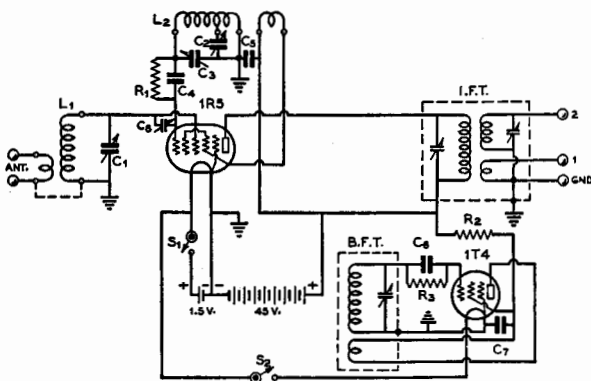 L2
C2
C5
C3
R1
C4
1R5
L1
C6
I.F.T.
2
C1
ANT.
1
GND
S1
R2
B.F.T.
C6
1T4
+
-
-
+
R3
1.5 V.
45 V.
C7
S2